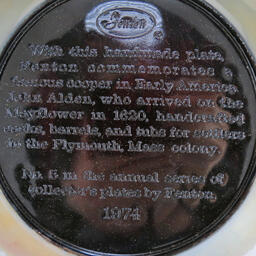 Fenton
With this handmade plate,
Fenton commemorates a
famous cooper in Early America.
John Alden, who arrived on the
Mayflower in 1620, handcrafted
casks, barrels, and tubs for settlers
in the Plymouth, Mass colony.
No. 5 in the annual series of
collector's plates by Fenton.
1974